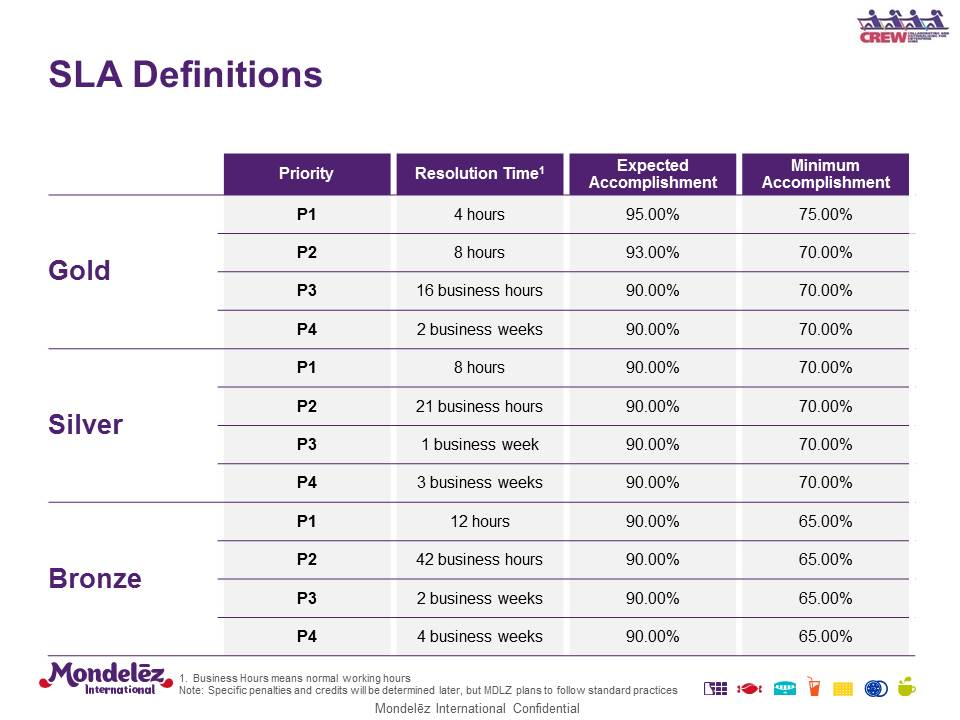 CREW COLLABORATING AND
SLA Definitions
Priority Resolution Time1 Expected Accomplishment Minimum Accomplishment
Gold
P1 4 hours 95.00% 75.00%
P2 8 hours 93.00% 70.00%
P3 16 business hours 90.00% 70.00%
P4 2 business weeks 90.00% 70.00%
Silver
P1 8 hours 90.00% 70.00%
P2 21 business hours 90.00% 70.00%
P3 1 business week 90.00% 70.00%
P4 3 business weeks 90.00% 70.00%
Bronze
P1 12 hours 90.00% 65.00%
P2 42 business hours 90.00% 65.00%
P3 2 business weeks 90.00% 65.00%
P4 4 business weeks 90.00% 65.00%
Mondelēz
International
1. Business Hours means normal working hours
Note: Specific penalties and credits will be determined later, but MDLZ plans to follow standard practices
Mondelēz International Confidential